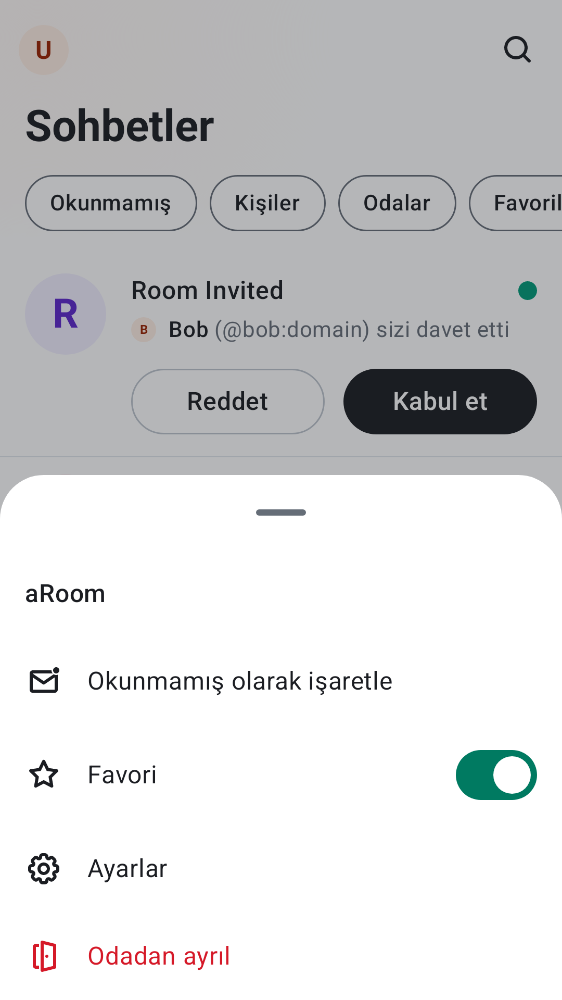 U
Sohbetler
Okunmamış
Kişiler
Odalar
Favoril
R
Room Invited
B
Bob (@bob:domain) sizi davet etti
Reddet
Kabul et
aRoom
Okunmamış olarak işaretle
Favori
Ayarlar
Odadan ayrıl